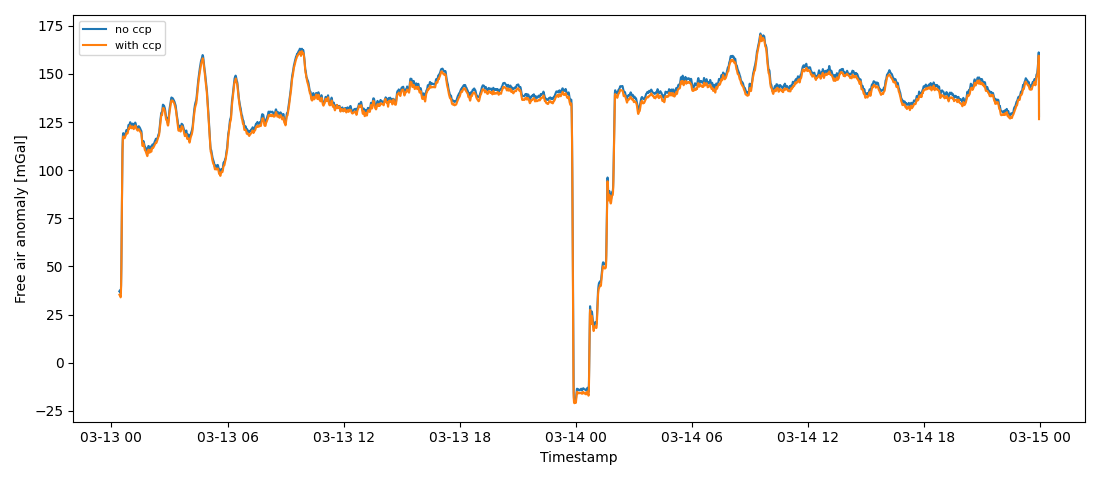 175
150
125
100
75
50
25
0
−25
Free air anomaly [mGal]
no ccp
with ccp
03-13 00 03-13 06 03-13 12 03-13 18 03-14 00 03-14 06 03-14 12 03-14 18 03-15 00
Timestamp